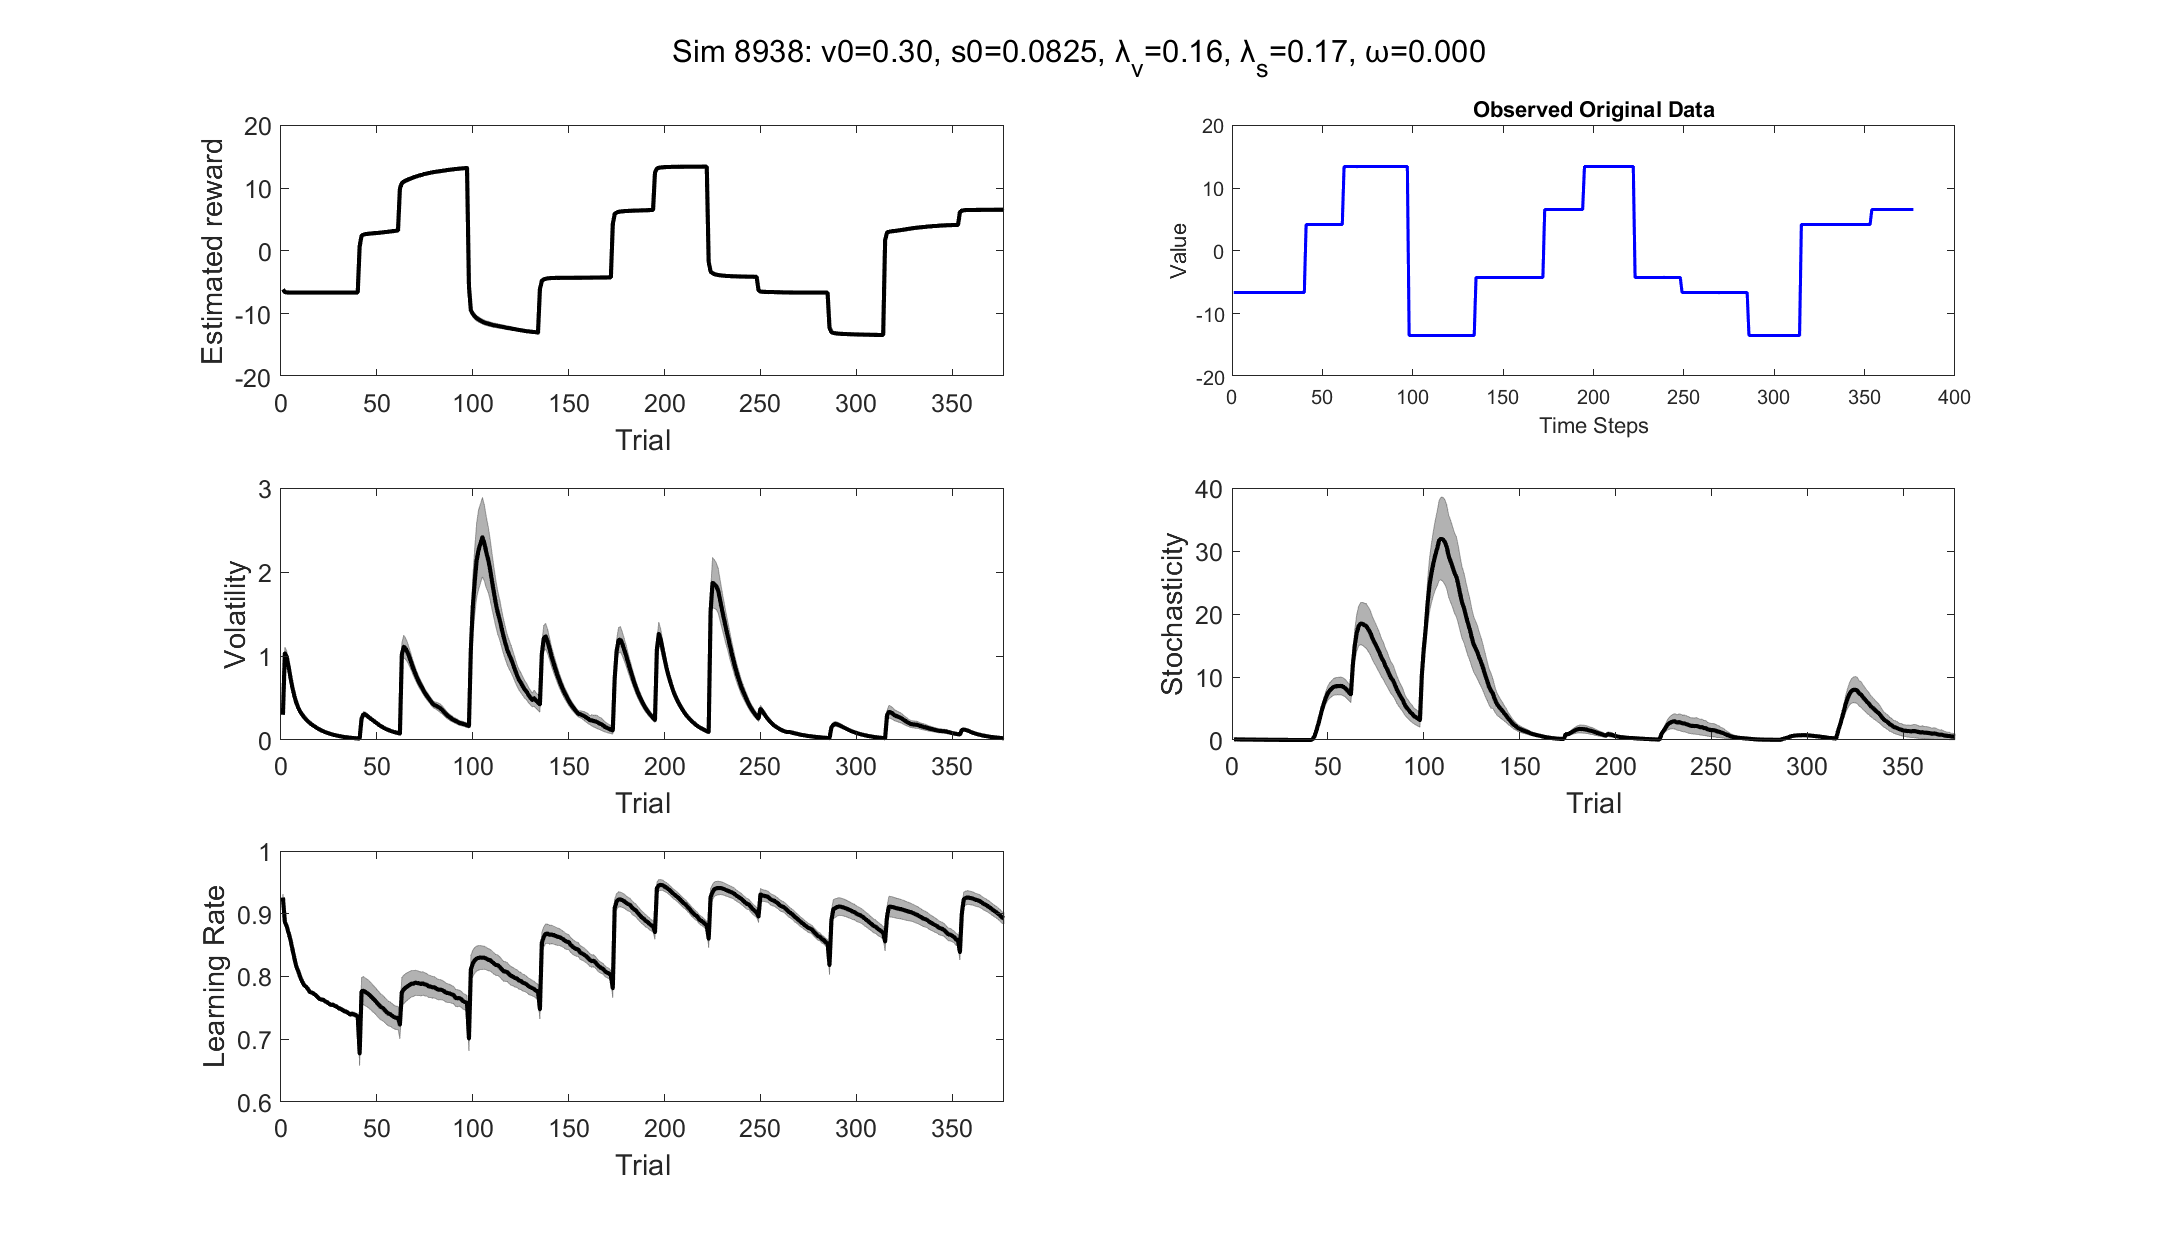 Sim 8938: v0=0.30, s0=0.0825, λv=0.16, λs=0.17, ω=0.000
Estimated reward
20
10
0
-10
-20
0 50 100 150 200 250 300 350
Trial
Observed Original Data
Value
20
10
0
-10
-20
0 50 100 150 200 250 300 350 400
Time Steps
Volatility
3
2
1
0
0 50 100 150 200 250 300 350
Trial
Stochasticity
40
30
20
10
0
0 50 100 150 200 250 300 350
Trial
Learning Rate
1
0.9
0.8
0.7
0.6
0 50 100 150 200 250 300 350
Trial